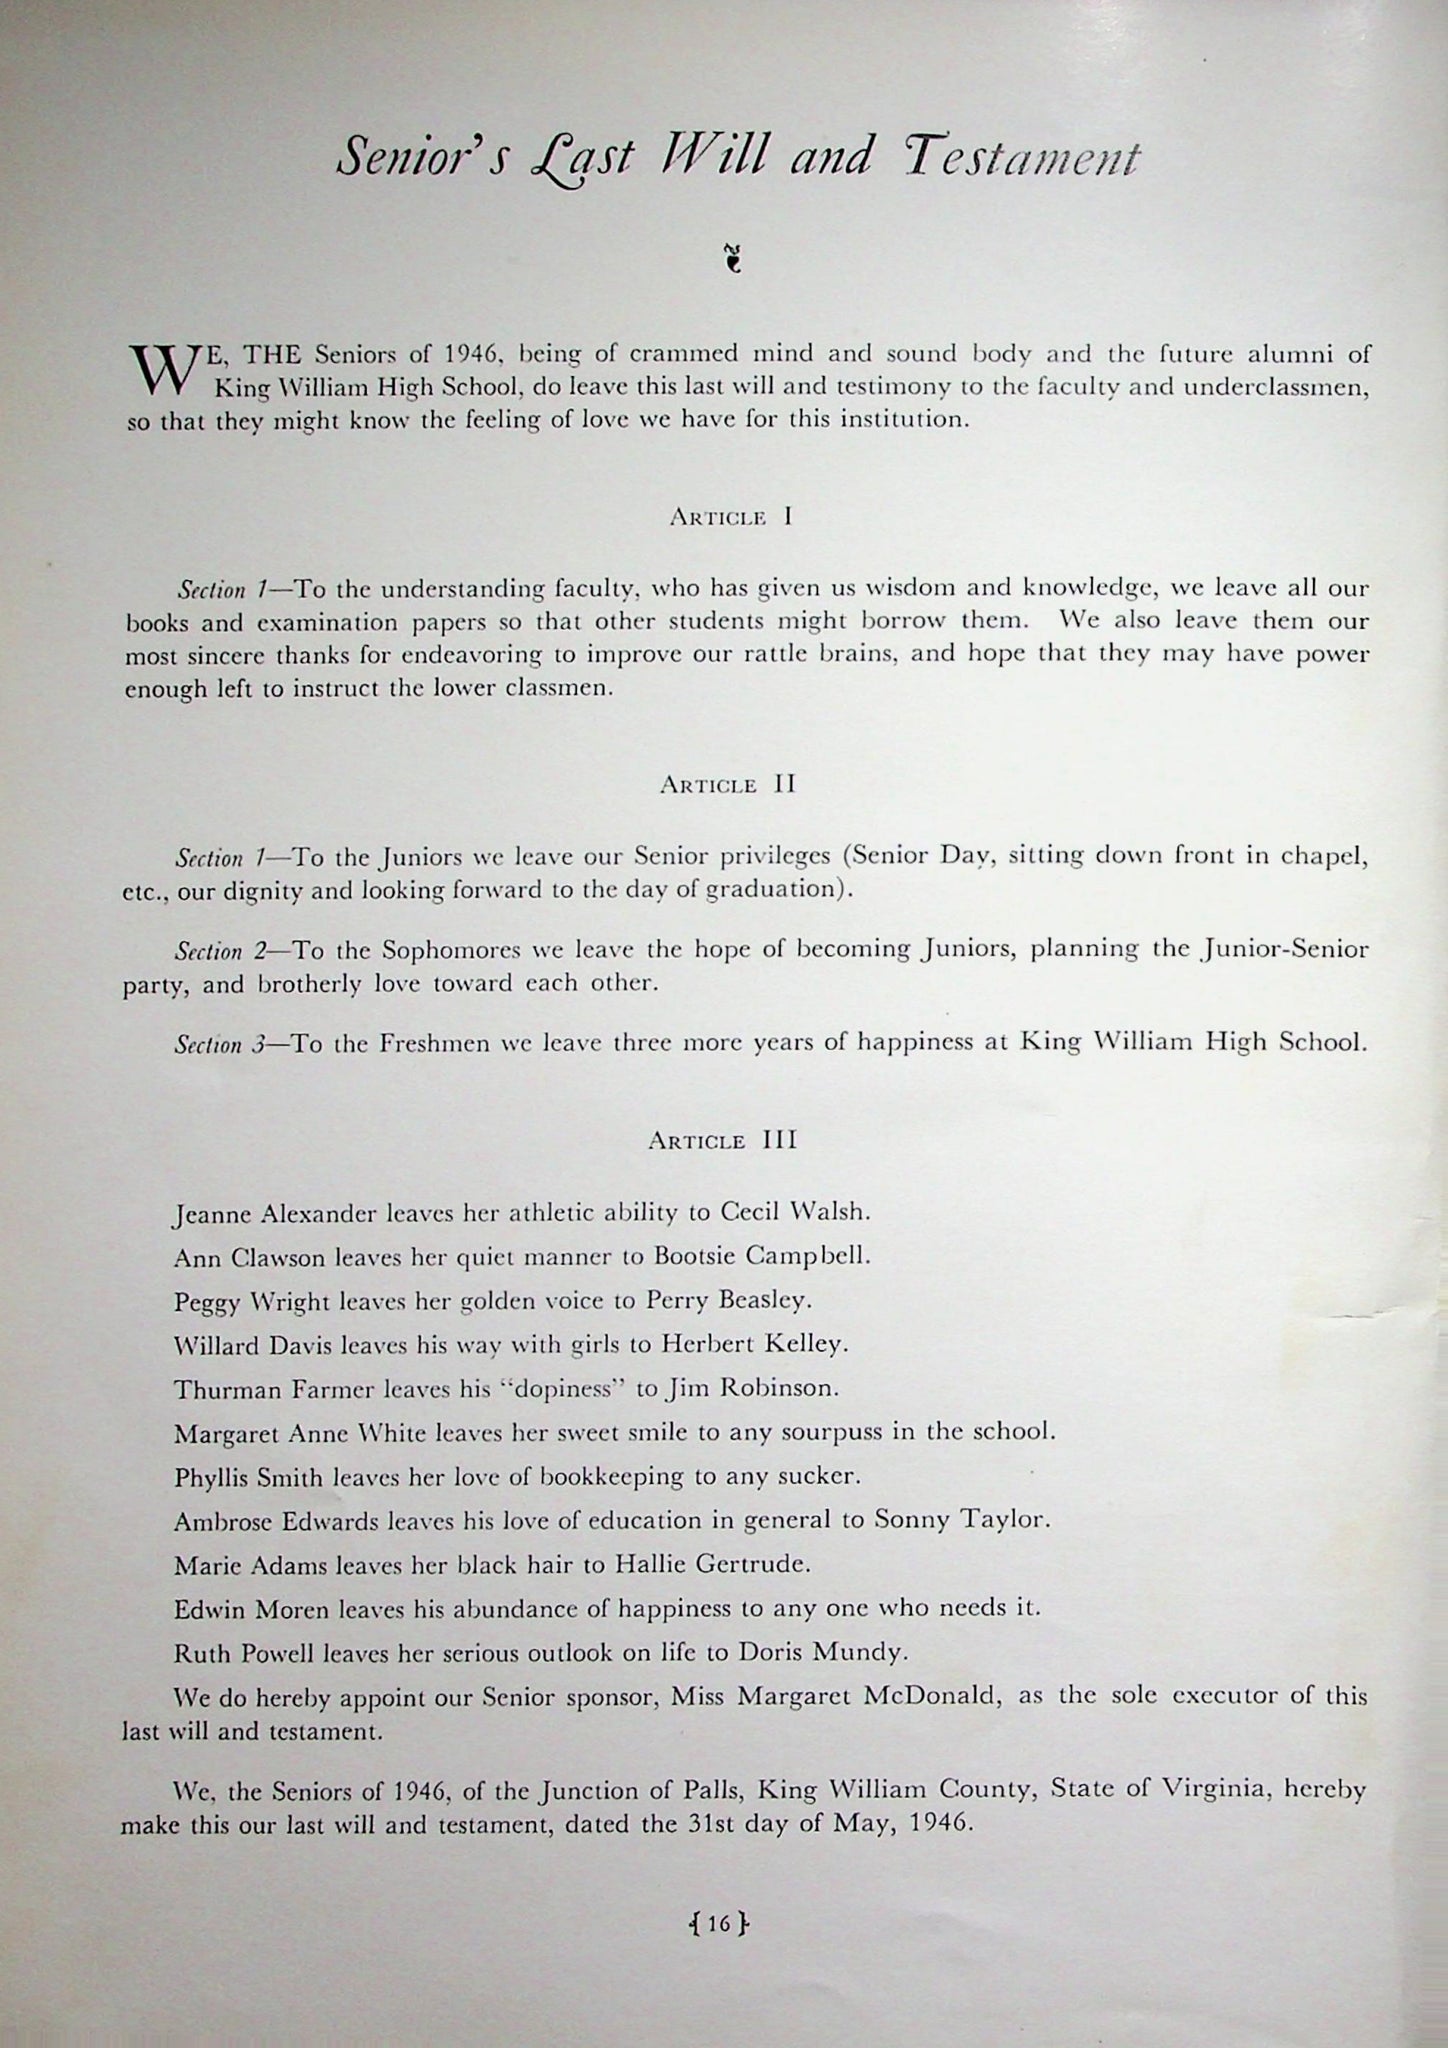 Senior's Last Will and Testament
WE, THE Seniors of 1946, being of crammed mind and sound body and the future alumni of
King William High School, do leave this last will and testimony to the faculty and underclassmen,
so that they might know the feeling of love we have for this institution.
ARTICLE I
Section 1—To the understanding faculty, who has given us wisdom and knowledge, we leave all our
books and examination papers so that other students might borrow them. We also leave them our
most sincere thanks for endeavoring to improve our rattle brains, and hope that they may have power
enough left to instruct the lower classmen.
ARTICLE II
Section 1—To the Juniors we leave our Senior privileges (Senior Day, sitting down front in chapel,
etc., our dignity and looking forward to the day of graduation).
Section 2—To the Sophomores we leave the hope of becoming Juniors, planning the Junior-Senior
party, and brotherly love toward each other.
Section 3—To the Freshmen we leave three more years of happiness at King William High School.
ARTICLE III
Jeanne Alexander leaves her athletic ability to Cecil Walsh.
Ann Clawson leaves her quiet manner to Bootsie Campbell.
Peggy Wright leaves her golden voice to Perry Beasley.
Willard Davis leaves his way with girls to Herbert Kelley.
Thurman Farmer leaves his "dopiness" to Jim Robinson.
Margaret Anne White leaves her sweet smile to any sourpuss in the school.
Phyllis Smith leaves her love of bookkeeping to any sucker.
Ambrose Edwards leaves his love of education in general to Sonny Taylor.
Marie Adams leaves her black hair to Hallie Gertrude.
Edwin Moren leaves his abundance of happiness to any one who needs it.
Ruth Powell leaves her serious outlook on life to Doris Mundy.
We do hereby appoint our Senior sponsor, Miss Margaret McDonald, as the sole executor of this
last will and testament.
We, the Seniors of 1946, of the Junction of Palls, King William County, State of Virginia, hereby
make this our last will and testament, dated the 31st day of May, 1946.
{16}